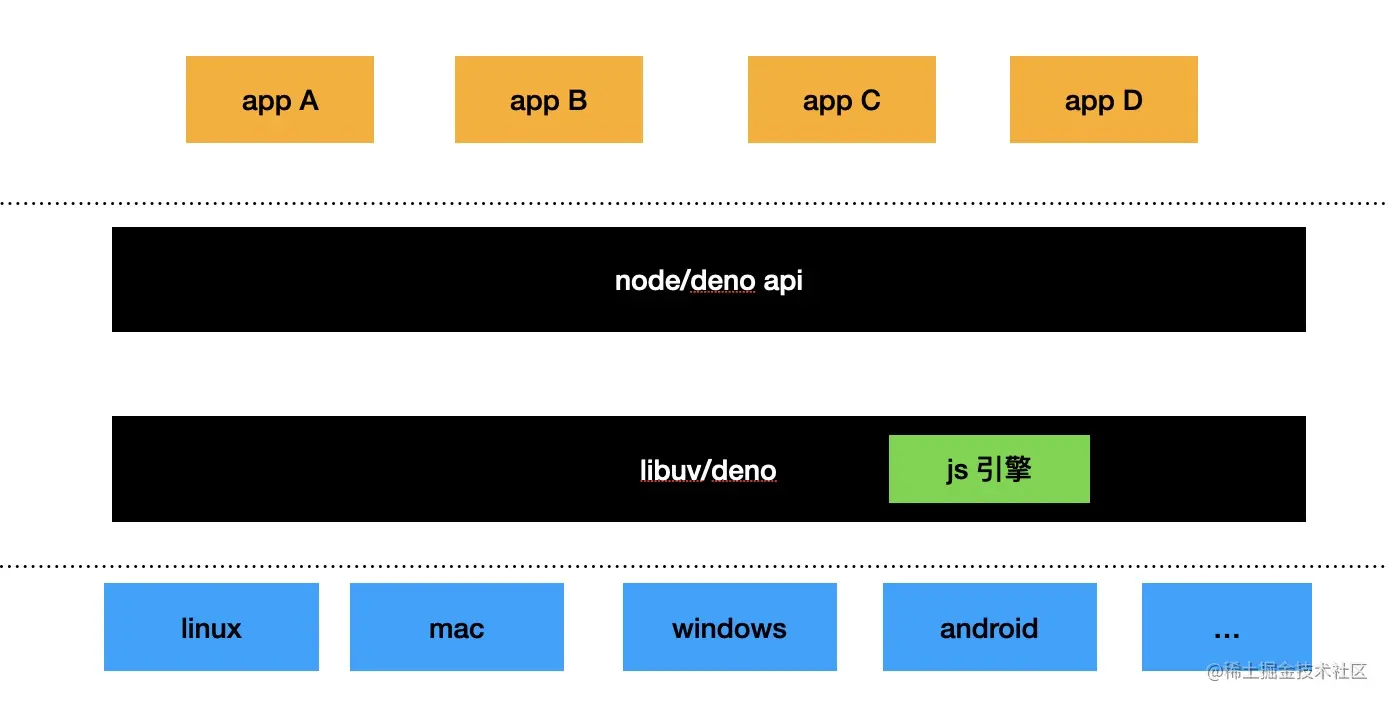 app A app B app C app D
node/deno api
libuv/deno js 引擎
linux mac windows android ...
@稀土掘金技术社区